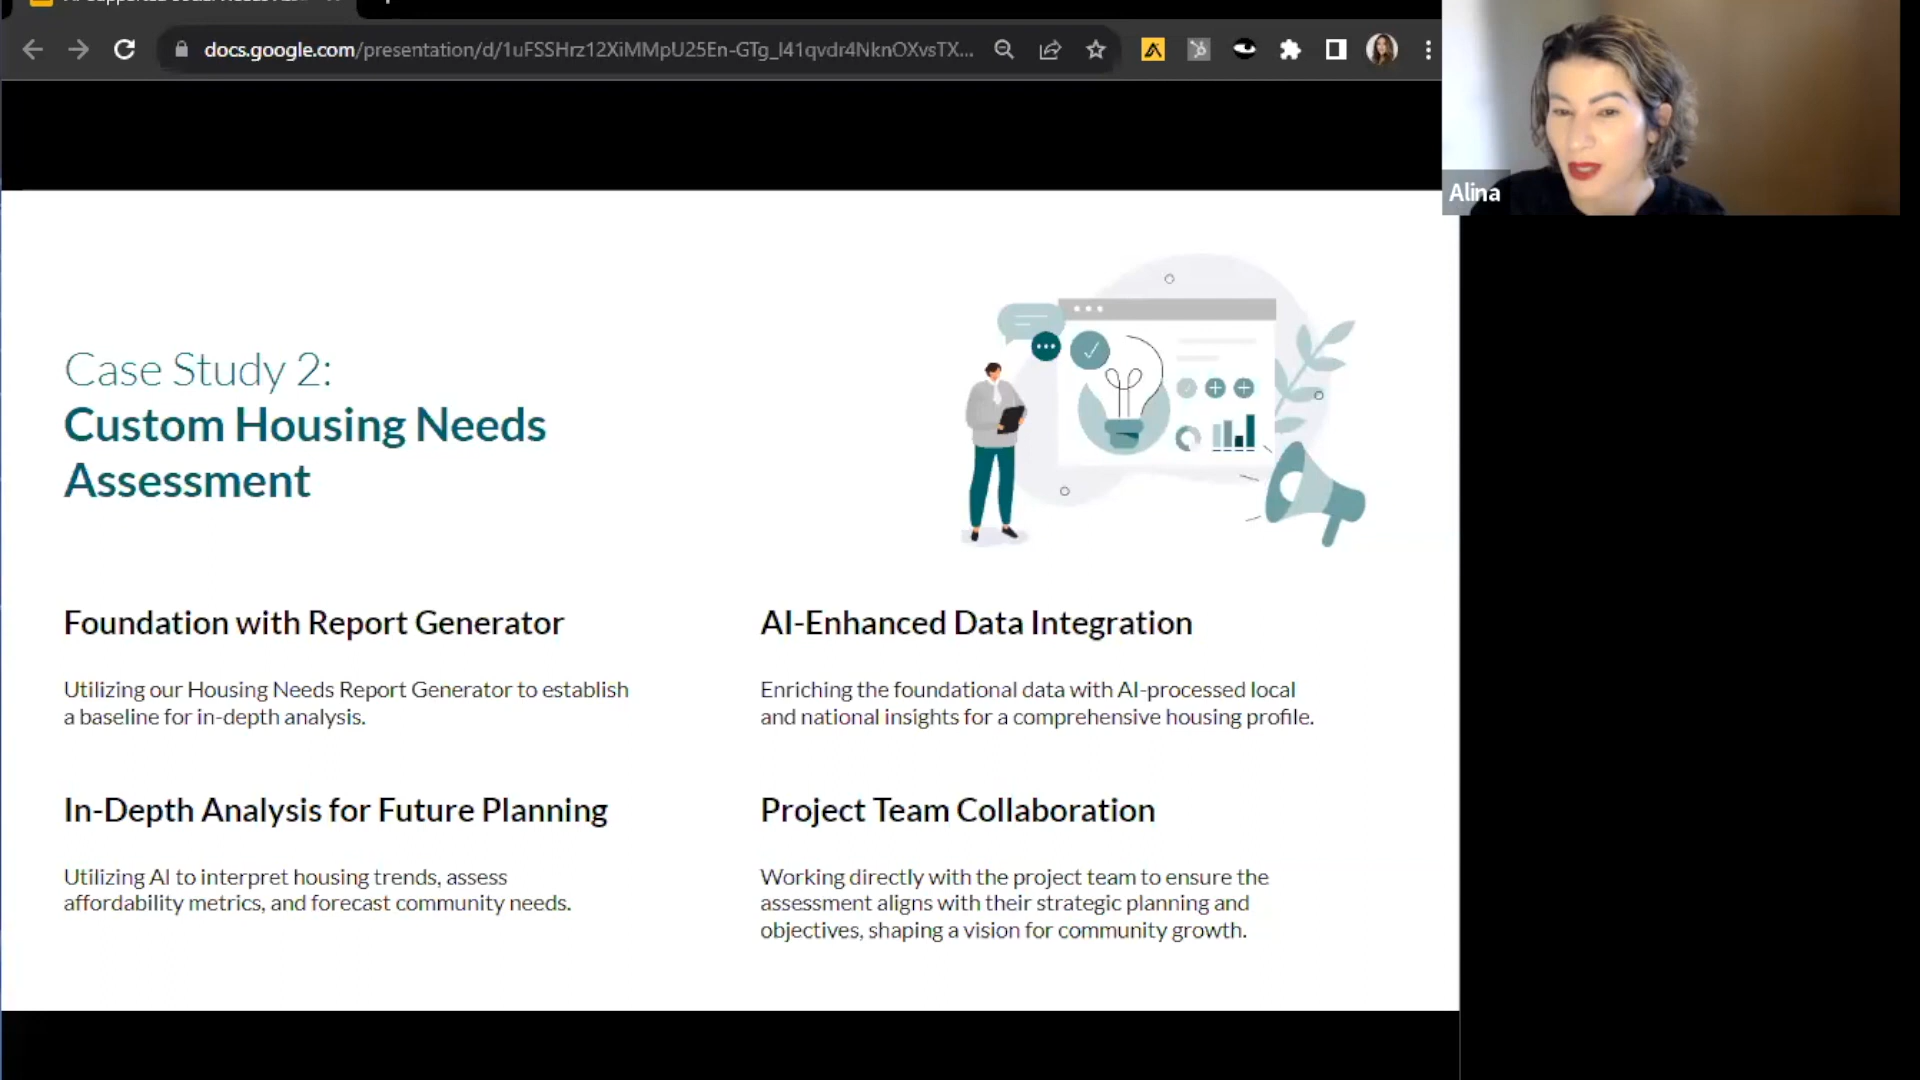 docs.google.com/presentation/d/1uFSSHrz12XiMMpU25En-GTg_l41qvdr4NknOXvsTX...
Alina
Case Study 2:
Custom Housing Needs
Assessment
Foundation with Report Generator
Utilizing our Housing Needs Report Generator to establish
a baseline for in-depth analysis.
AI-Enhanced Data Integration
Enriching the foundational data with AI-processed local
and national insights for a comprehensive housing profile.
In-Depth Analysis for Future Planning
Utilizing AI to interpret housing trends, assess
affordability metrics, and forecast community needs.
Project Team Collaboration
Working directly with the project team to ensure the
assessment aligns with their strategic planning and
objectives, shaping a vision for community growth.